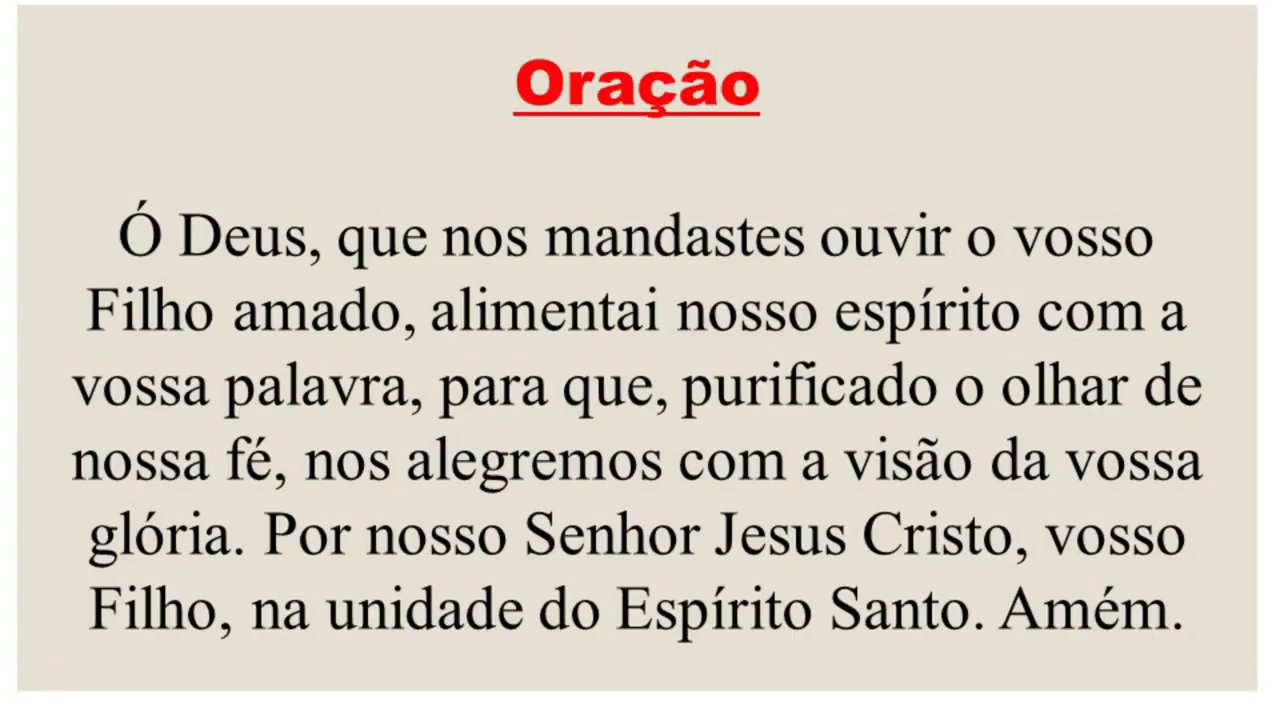 Oração
Ó Deus, que nos mandastes ouvir o vosso
Filho amado, alimentai nosso espírito com a
vossa palavra, para que, purificado o olhar de
nossa fé, nos alegremos com a visão da vossa
glória. Por nosso Senhor Jesus Cristo, vosso
Filho, na unidade do Espírito Santo. Amém.